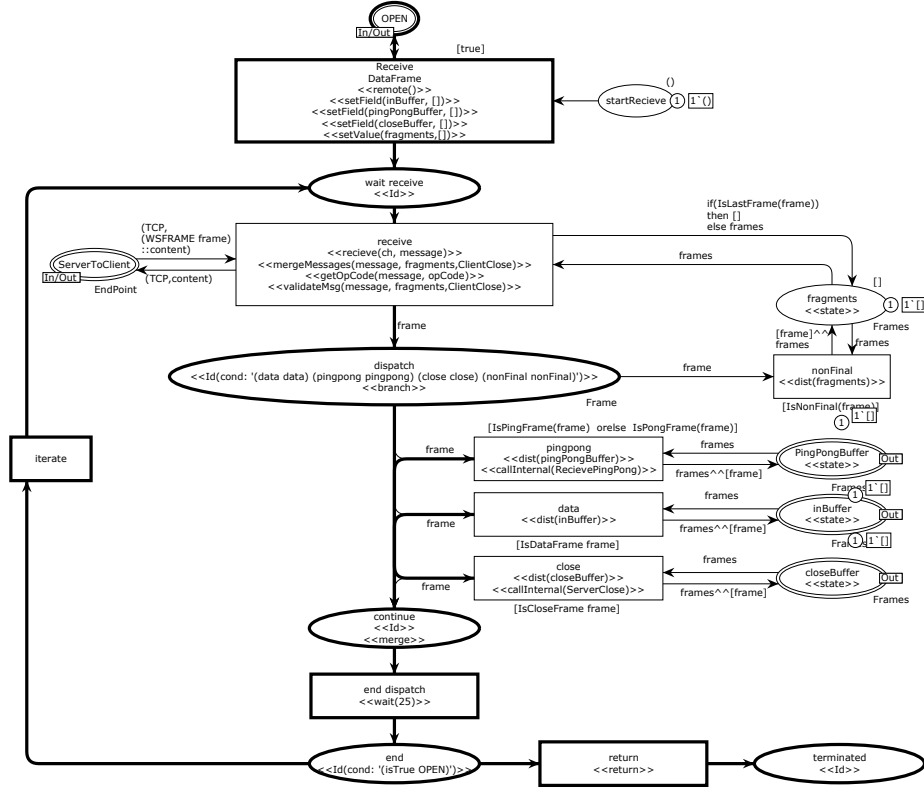 OPEN
In/Out
[true]
Receive
DataFrame
<<remote()>>
<<setField(inBuffer, [])>>
<<setField(pingPongBuffer, [])>>
<<setField(closeBuffer, [])>>
<<setValue(fragments,[])>>
()
startRecieve
1
1`()
wait receive
<<Id>>
(TCP,
(WSFRAME frame)
::content)
ServerToClient
In/Out
EndPoint
(TCP,content)
receive
<<recieve(ch, message)>>
<<mergeMessages(message, fragments,ClientClose)>>
<<getOpCode(message, opCode)>>
<<validateMsg(message, fragments,ClientClose)>>
if(IsLastFrame(frame))
then []
else frames
frames
[]
fragments
<<state>>
1
1`[]
Frames
frame
[frame]^^
frames
frames
dispatch
<<Id(cond: '(data data) (pingpong pingpong) (close close) (nonFinal nonFinal)')>>
<<branch>>
Frame
frame
nonFinal
<<dist(fragments)>>
[IsNonFinal(frame)]
1
1`[]
[IsPingFrame(frame) orelse IsPongFrame(frame)]
frame
pingpong
<<dist(pingPongBuffer)>>
<<callInternal(RecievePingPong)>>
frames
frames^^[frame]
PingPongBuffer
<<state>>
Out
Frames
1
1`[]
iterate
frame
data
<<dist(inBuffer)>>
[IsDataFrame frame]
frames
frames^^[frame]
inBuffer
<<state>>
Out
Frames
1
1`[]
frame
close
<<dist(closeBuffer)>>
<<callInternal(ServerClose)>>
[IsCloseFrame frame]
frames
frames^^[frame]
closeBuffer
<<state>>
Out
Frames
continue
<<Id>>
<<merge>>
end dispatch
<<wait(25)>>
end
<<Id(cond: '(isTrue OPEN)')>>
return
<<return>>
terminated
<<Id>>